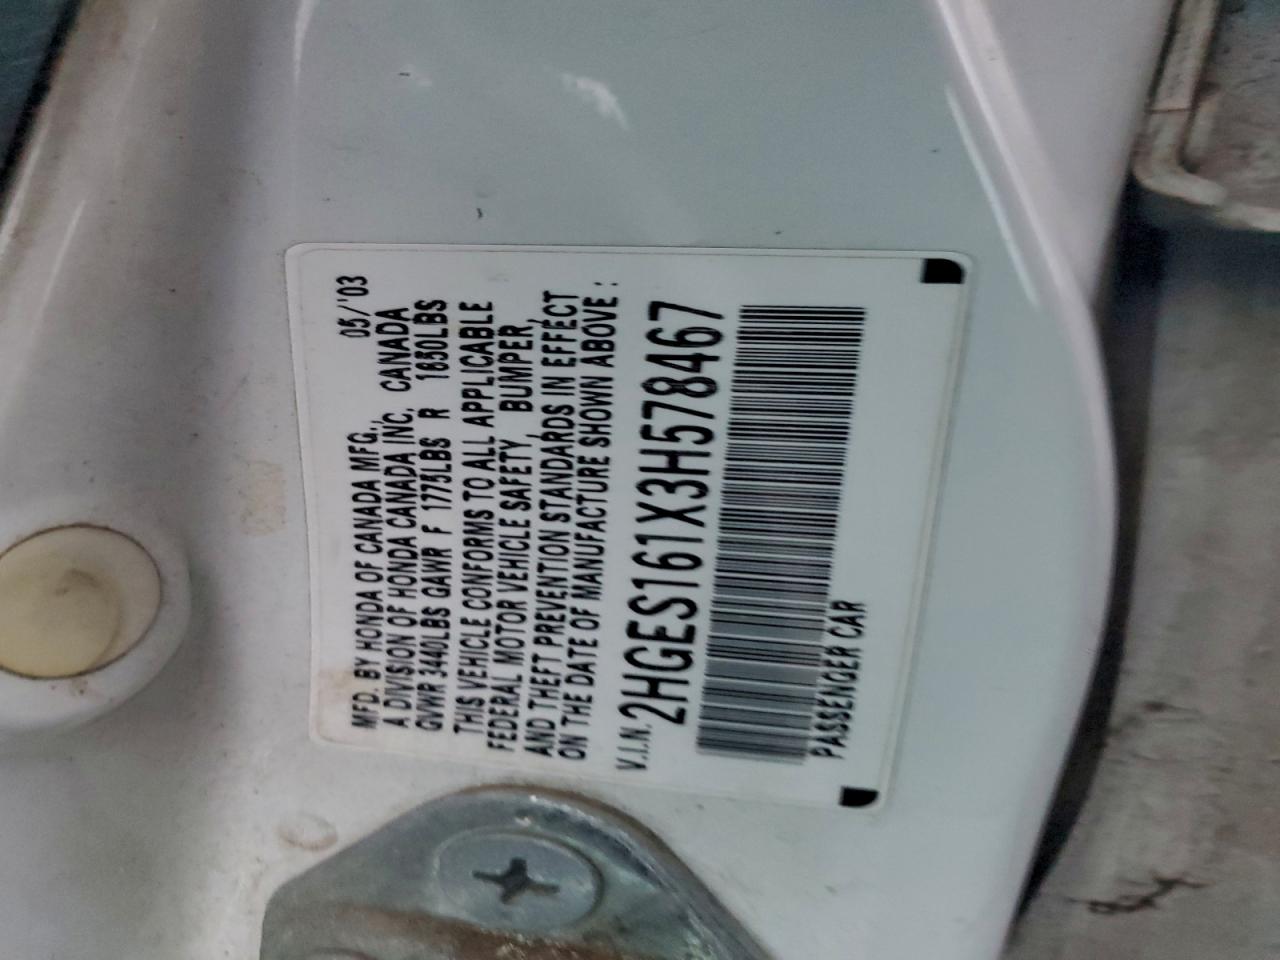 05/'03
MFD. BY HONDA OF CANADA MFG.,
A DIVISION OF HONDA CANADA INC. CANADA
GVWR 3440LBS GAWR F 1775LBS R 1650LBS
THIS VEHICLE CONFORMS TO ALL APPLICABLE
FEDERAL MOTOR VEHICLE SAFETY, BUMPER,
AND THEFT PREVENTION STANDARDS IN EFFECT
ON THE DATE OF MANUFACTURE SHOWN ABOVE :
V.I.N. 2HGES161X3H578467
PASSENGER CAR